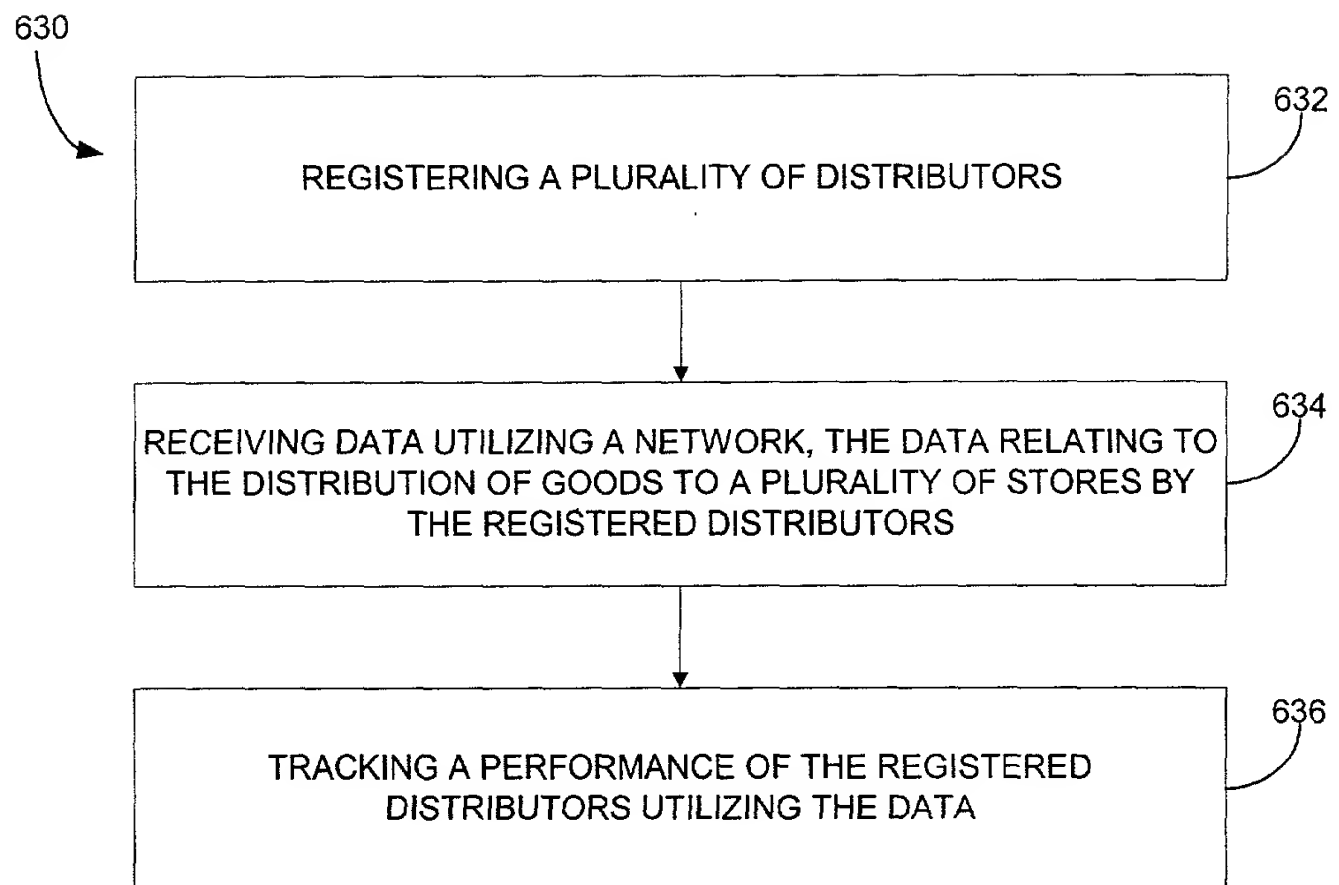 630
632
REGISTERING A PLURALITY OF DISTRIBUTORS
634
RECEIVING DATA UTILIZING A NETWORK, THE DATA RELATING TO
THE DISTRIBUTION OF GOODS TO A PLURALITY OF STORES BY
THE REGISTERED DISTRIBUTORS
636
TRACKING A PERFORMANCE OF THE REGISTERED
DISTRIBUTORS UTILIZING THE DATA